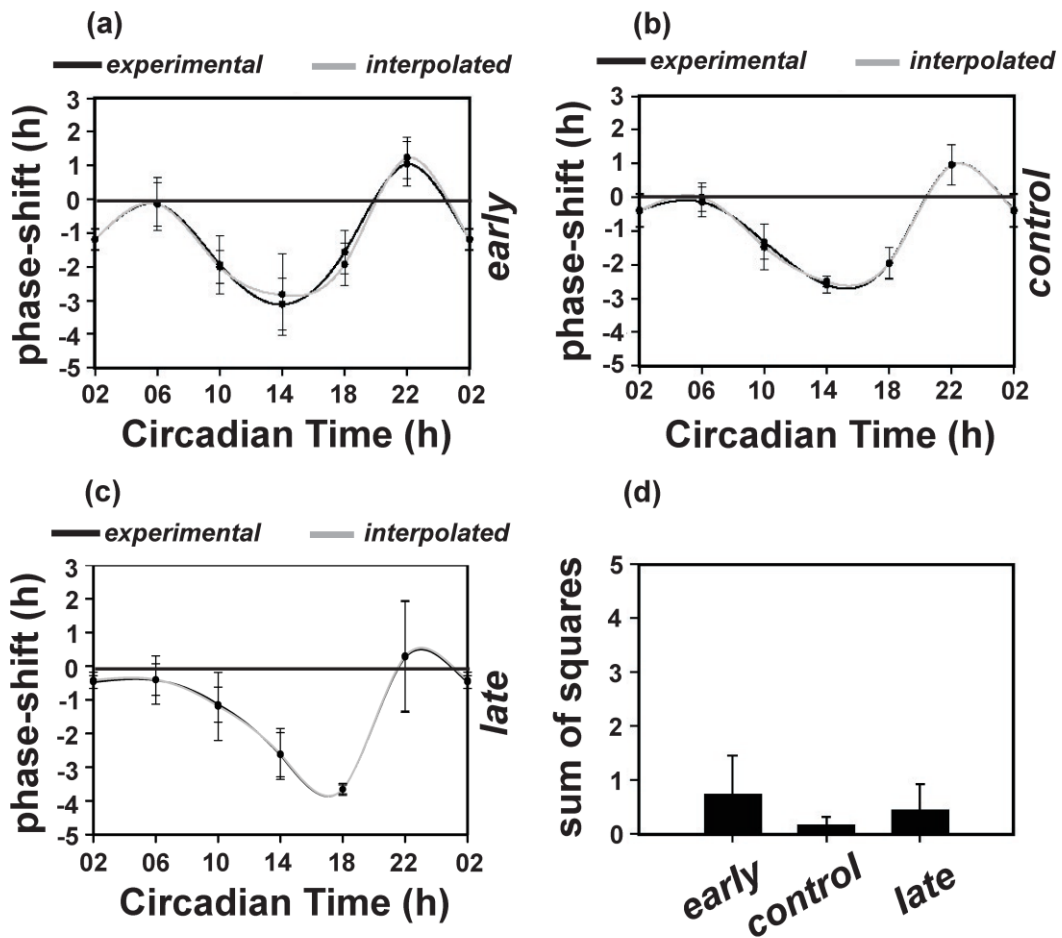 (a)
experimental interpolated
phase-shift (h)
3
2
1
0
-1
-2
-3
-4
-5
02 06 10 14 18 22 02
Circadian Time (h)
early
(b)
experimental interpolated
phase-shift (h)
3
2
1
0
-1
-2
-3
-4
-5
02 06 10 14 18 22 02
Circadian Time (h)
control
(c)
experimental interpolated
phase-shift (h)
3
2
1
0
-1
-2
-3
-4
-5
02 06 10 14 18 22 02
Circadian Time (h)
late
(d)
sum of squares
5
4
3
2
1
0
early control late